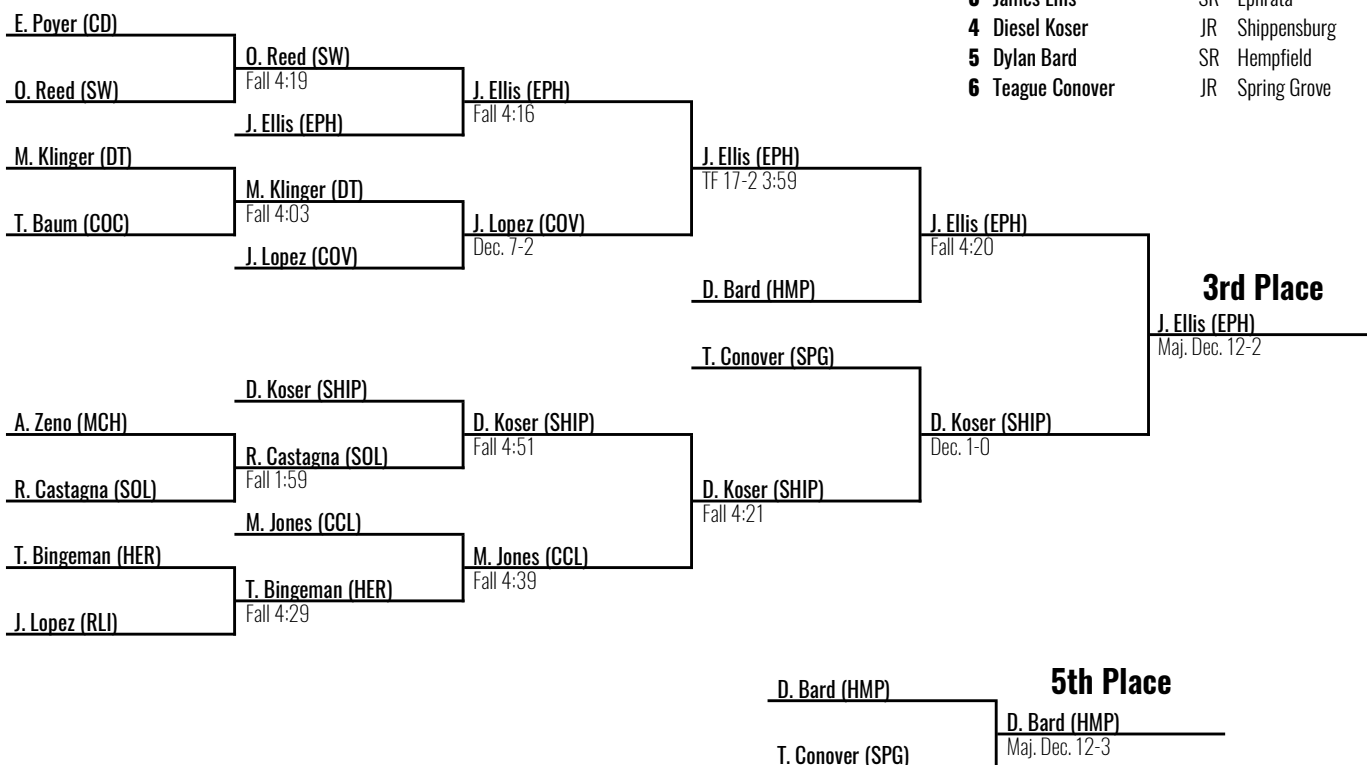 3 James Ellis SR Ephrata
4 Diesel Koser JR Shippensburg
5 Dylan Bard SR Hempfield
6 Teague Conover JR Spring Grove
E. Poyer (CD)
O. Reed (SW)
O. Reed (SW)
Fall 4:19
J. Ellis (EPH)
J. Ellis (EPH)
Fall 4:16
M. Klinger (DT)
T. Baum (COC)
M. Klinger (DT)
Fall 4:03
J. Lopez (COV)
J. Lopez (COV)
Dec. 7-2
J. Ellis (EPH)
TF 17-2 3:59
D. Bard (HMP)
J. Ellis (EPH)
Fall 4:20
3rd Place
J. Ellis (EPH)
Maj. Dec. 12-2
T. Conover (SPG)
D. Koser (SHIP)
Dec. 1-0
D. Koser (SHIP)
A. Zeno (MCH)
R. Castagna (SOL)
R. Castagna (SOL)
Fall 1:59
D. Koser (SHIP)
Fall 4:51
D. Koser (SHIP)
Fall 4:21
M. Jones (CCL)
T. Bingeman (HER)
J. Lopez (RLI)
T. Bingeman (HER)
Fall 4:29
M. Jones (CCL)
Fall 4:39
5th Place
D. Bard (HMP)
T. Conover (SPG)
D. Bard (HMP)
Maj. Dec. 12-3